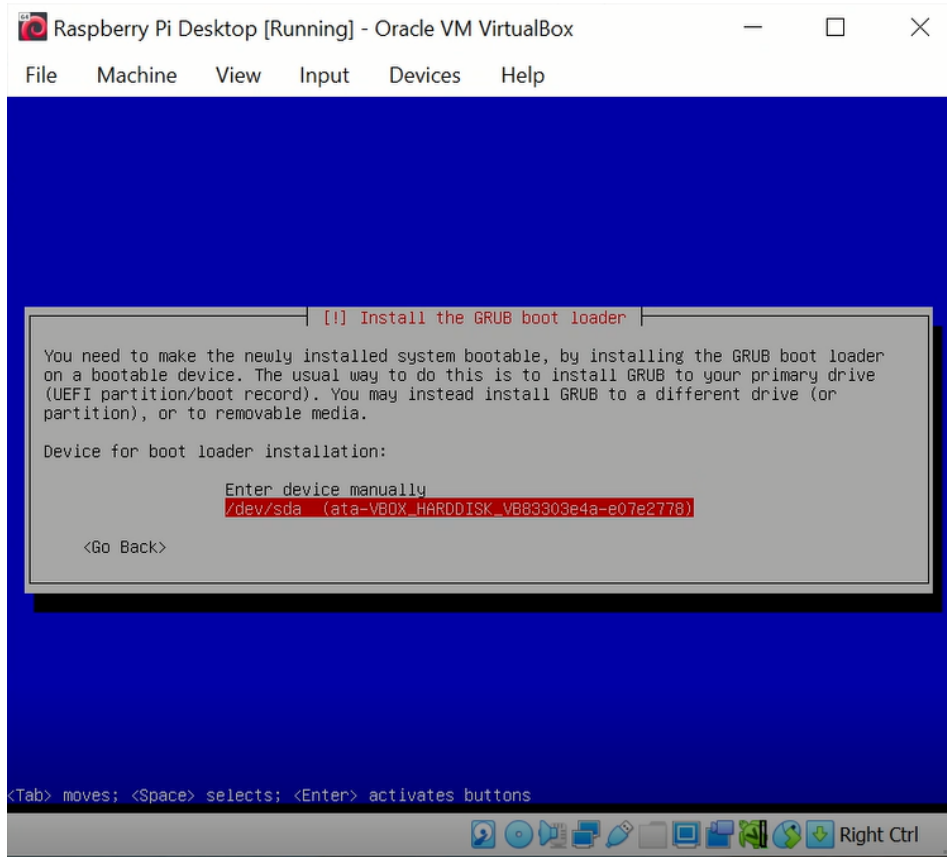 Raspberry Pi Desktop [Running] - Oracle VM VirtualBox
File Machine View Input Devices Help
[!] Install the GRUB boot loader
You need to make the newly installed system bootable, by installing the GRUB boot loader
on a bootable device. The usual way to do this is to install GRUB to your primary drive
(UEFI partition/boot record). You may instead install GRUB to a different drive (or
partition), or to removable media.
Device for boot loader installation:
Enter device manually
/dev/sda (ata-VBOX_HARDDISK_VB83303e4a-e07e2778)
<Go Back>
<Tab> moves; <Space> selects; <Enter> activates buttons
Right Ctrl